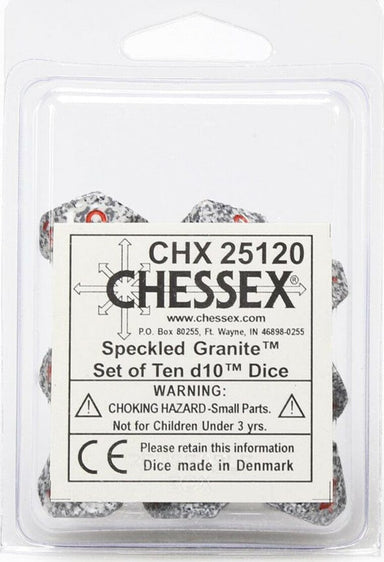 CHX 25120
CHESSEX®
www.chessex.com
P.O. Box 80255, Ft. Wayne, IN 46898-0255
Speckled Granite™
Set of Ten d10™ Dice
WARNING:
CHOKING HAZARD-Small Parts.
Not for Children Under 3 yrs.
CE Please retain this information
Dice made in Denmark